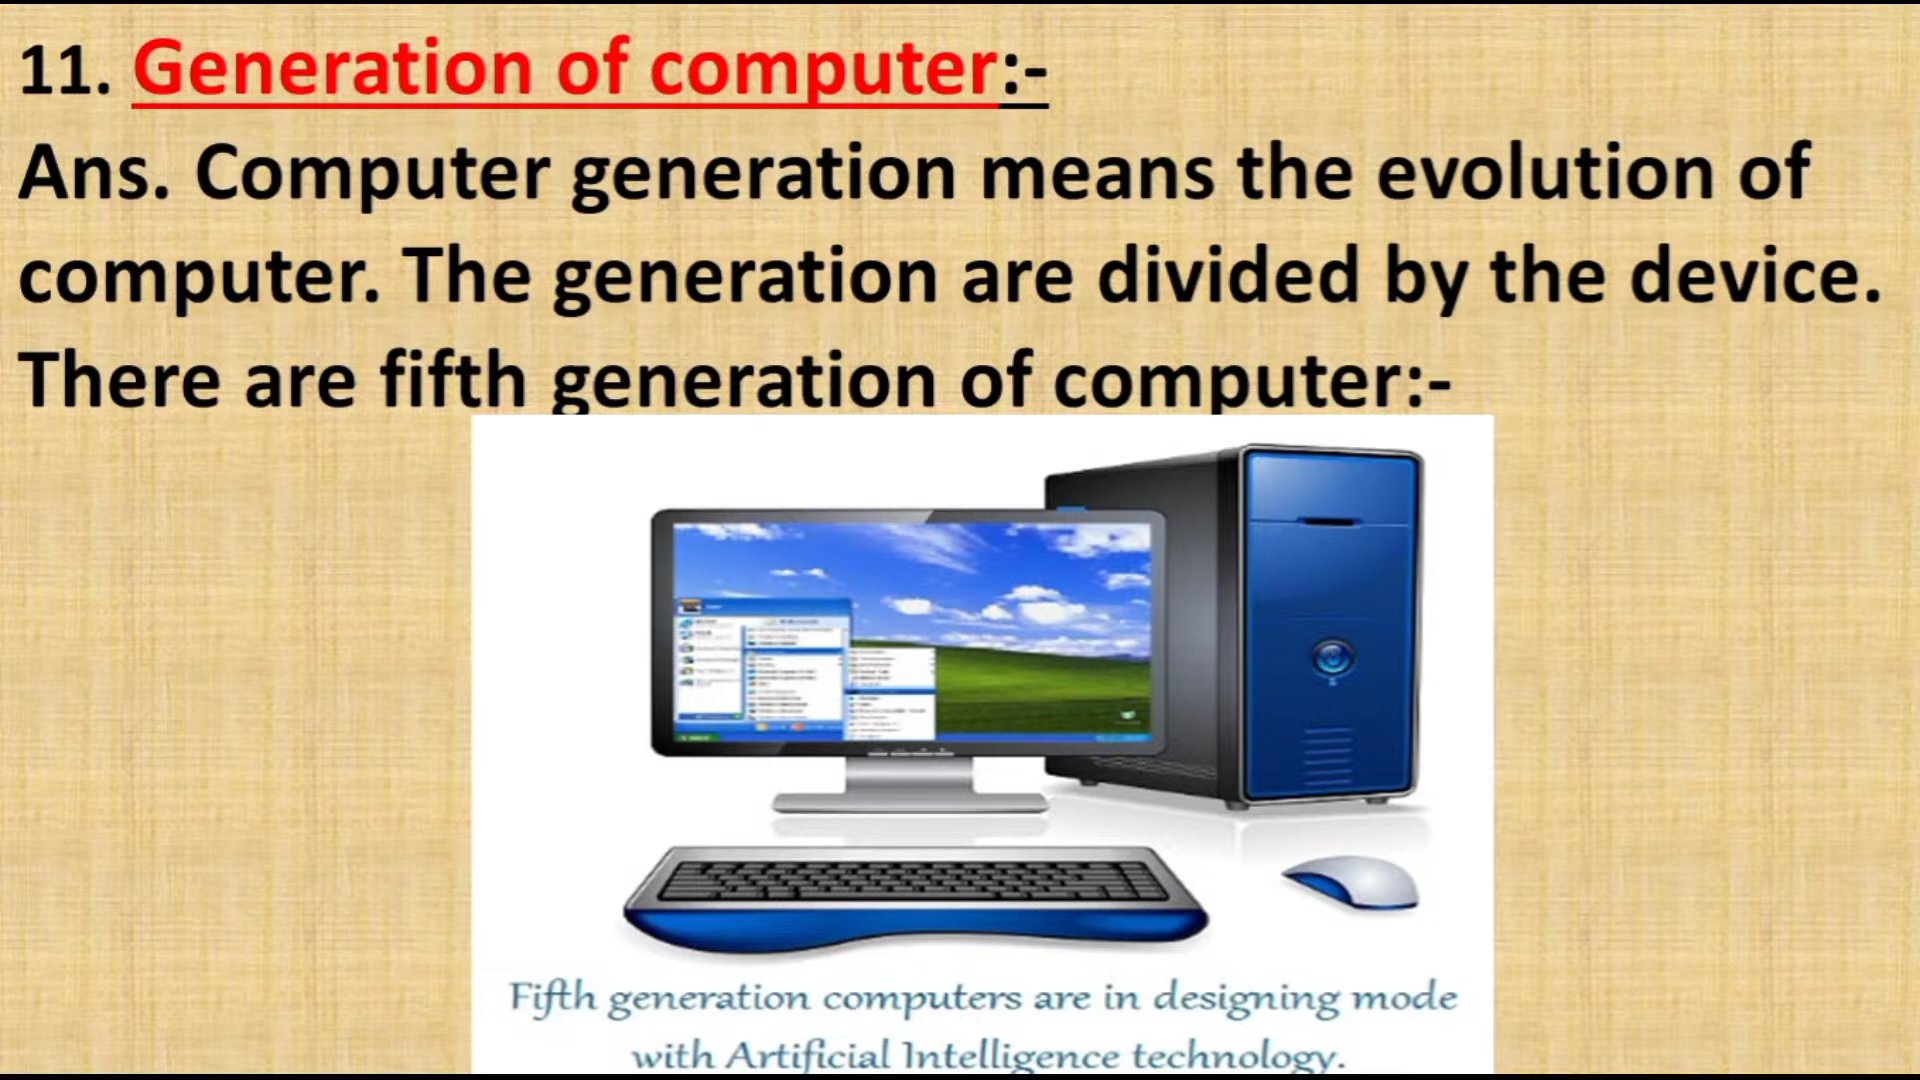 11. Generation of computer:-
Ans. Computer generation means the evolution of
computer. The generation are divided by the device.
There are fifth generation of computer:-
Fifth generation computers are in designing mode
with Artificial Intelligence technology.